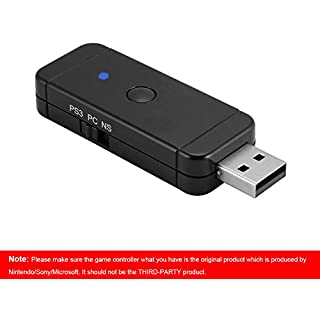 PS3 PC NS
Note: Please make sure the game controller what you have is the original product which is produced by
Nintendo/Sony/Microsoft. It should not be the THIRD-PARTY product.